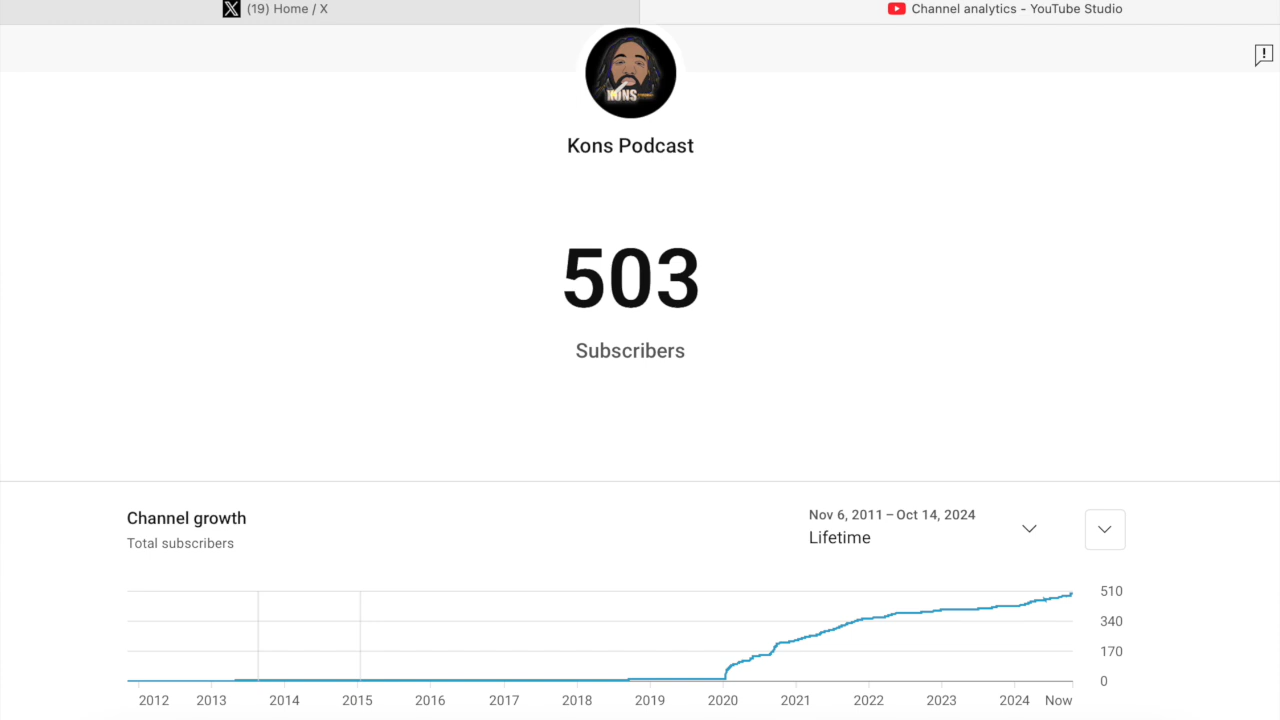 (19) Home / X
Channel analytics - YouTube Studio
KONS
Kons Podcast
503
Subscribers
Channel growth
Total subscribers
Nov 6, 2011 – Oct 14, 2024
Lifetime
510
340
170
0
2012 2013 2014 2015 2016 2017 2018 2019 2020 2021 2022 2023 2024 Now